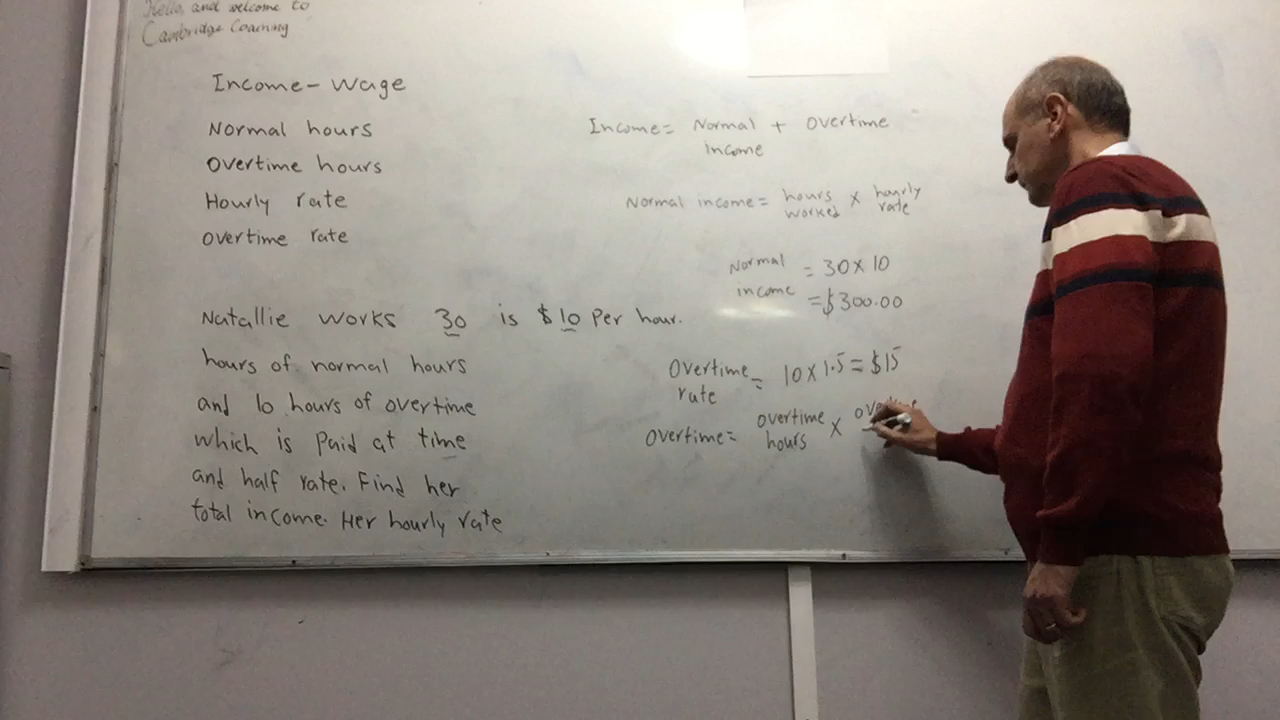 Hello, and welcome to
Cambridge Coaching
Income - Wage
Normal hours
Overtime hours
Hourly rate
Overtime rate
Natallie works 30 is $10 per hour.
hours of normal hours
and 10 hours of overtime
which is paid at time
and half rate. Find her
total income. Her hourly rate
Income = Normal + Overtime
income
Normal income = hours × hourly
worked rate
Normal = 30 × 10
income = $300.00
Overtime = 10 × 1.5 = $15
rate
Overtime = overtime ×
hours